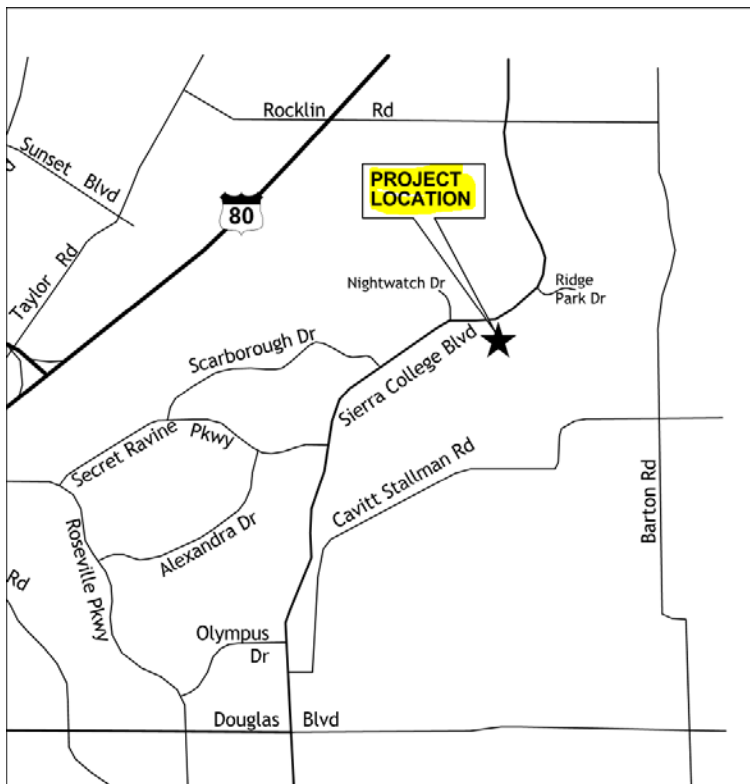 Rocklin Rd
Sunset Blvd
PROJECT
LOCATION
80
Taylor Rd
Nightwatch Dr
Ridge
Park Dr
Scarborough Dr
Sierra College Blvd
Secret Ravine Pkwy
Cavitt Stallman Rd
Barton Rd
Alexandra Dr
Roseville Pkwy
Rd
Olympus
Dr
Douglas Blvd